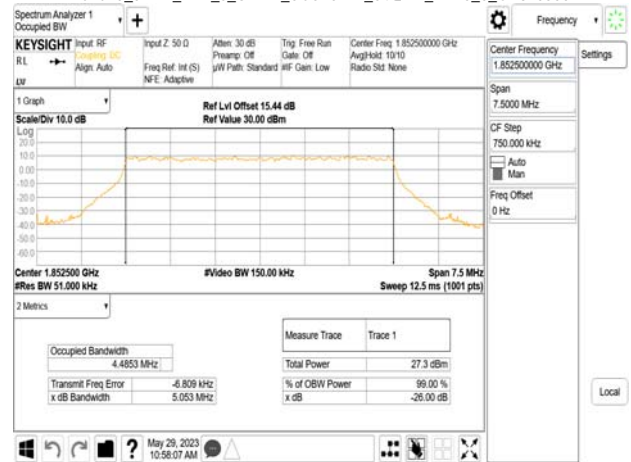 Spectrum Analyzer 1
Occupied BW
Frequency
KEYSIGHT
Input: RF
Coupling: DC
Align: Auto
Input Z: 50 Ω
Freq Ref: Int (S)
NFE: Adaptive
Atten: 30 dB
Preamp: Off
µW Path: Standard
Trig: Free Run
Gate: Off
#IF Gain: Low
Center Freq: 1.852500000 GHz
Avg|Hold: 10/10
Radio Std: None
RL
LV
Center Frequency
1.852500000 GHz
Settings
Span
7.5000 MHz
CF Step
750.000 kHz
Auto
Man
Freq Offset
0 Hz
Local
1 Graph
Scale/Div 10.0 dB
Ref Lvl Offset 15.44 dB
Ref Value 30.00 dBm
Log
20.0
10.0
0.00
-10.0
-20.0
-30.0
-40.0
-50.0
-60.0
Center 1.852500 GHz
#Res BW 51.000 kHz
#Video BW 150.00 kHz
Span 7.5 MHz
Sweep 12.5 ms (1001 pts)
2 Metrics
Measure Trace Trace 1
Occupied Bandwidth
4.4853 MHz
Total Power 27.3 dBm
Transmit Freq Error -6.809 kHz
% of OBW Power 99.00 %
x dB Bandwidth 5.053 MHz
x dB -26.00 dB
May 29, 2023
10:58:07 AM